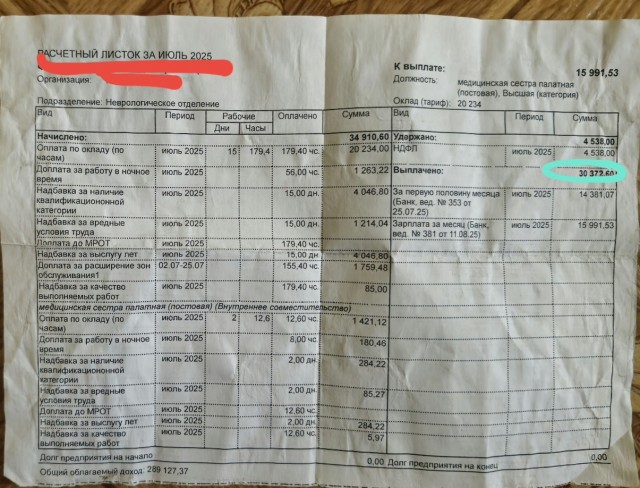 РАСЧЕТНЫЙ ЛИСТОК ЗА ИЮЛЬ 2025
К выплате: 15 991,53
Организация:
Должность: медицинская сестра палатная (постовая), Высшая (категория)
Подразделение: Неврологическое отделение
Оклад (тариф): 20 234
Вид Период Рабочие Оплачено Сумма
Дни Часы
Начислено: 34 910,60
Оплата по окладу (по часам) июль 2025 15 179,4 179,40 чс. 20 234,00
Доплата за работу в ночное время июль 2025 56,00 чс. 1 263,22
Надбавка за наличие квалификационной категории июль 2025 15,00 дн. 4 046,80
Надбавка за вредные условия труда июль 2025 15,00 дн. 1 214,04
Доплата до МРОТ июль 2025 179,40 чс.
Надбавка за выслугу лет июль 2025 15,00 дн. 4 046,80
Доплата за расширение зон обслуживания1 02.07-25.07 155,40 чс. 1 759,48
Надбавка за качество выполняемых работ июль 2025 179,40 чс. 85,00
медицинская сестра палатная (постовая) (Внутреннее совместительство)
Оплата по окладу (по часам) июль 2025 2 12,6 12,60 чс. 1 421,12
Доплата за работу в ночное время июль 2025 8,00 чс. 180,46
Надбавка за наличие квалификационной категории июль 2025 2,00 дн. 284,22
Надбавка за вредные условия труда июль 2025 2,00 дн. 85,27
Доплата до МРОТ июль 2025 12,60 чс.
Надбавка за выслугу лет июль 2025 2,00 дн. 284,22
Надбавка за качество выполняемых работ июль 2025 12,60 чс. 5,97
Вид Период Сумма
Удержано: 4 538,00
НДФЛ июль 2025 4 538,00
Выплачено: 30 372,60
За первую половину месяца (Банк, вед. № 353 от 25.07.25) июль 2025 14 381,07
Зарплата за месяц (Банк, вед. № 381 от 11.08.25) июль 2025 15 991,53
Долг предприятия на начало 0,00 Долг предприятия на конец 0,00
Общий облагаемый доход: 289 127,37